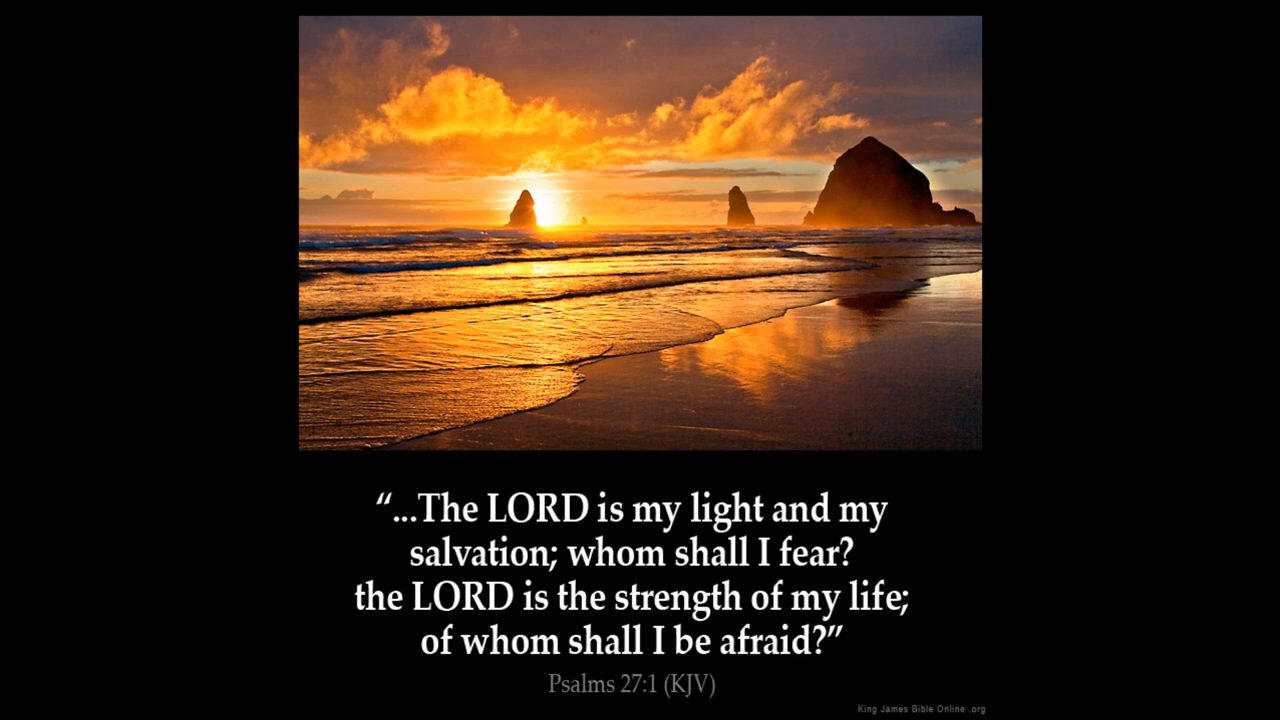 “...The LORD is my light and my
salvation; whom shall I fear?
the LORD is the strength of my life;
of whom shall I be afraid?”
Psalms 27:1 (KJV)
King James Bible Online .org